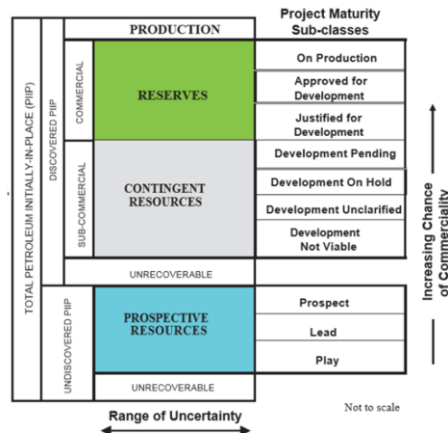 Project Maturity
Sub-classes
PRODUCTION
TOTAL PETROLEUM INITIALLY-IN-PLACE (PIIP)
DISCOVERED PIIP
COMMERCIAL
RESERVES
On Production
Approved for
Development
Justified for
Development
SUB-COMMERCIAL
CONTINGENT
RESOURCES
Development Pending
Development On Hold
Development Unclarified
Development
Not Viable
UNRECOVERABLE
UNDISCOVERED PIIP
PROSPECTIVE
RESOURCES
Prospect
Lead
Play
UNRECOVERABLE
Increasing Chance
of Commerciality
Range of Uncertainty
Not to scale